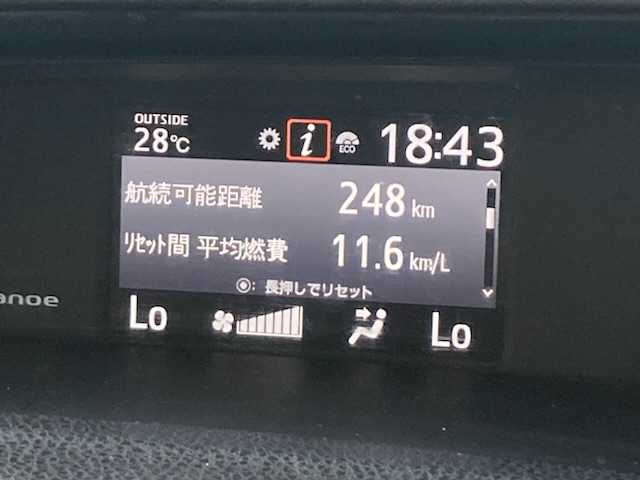 OUTSIDE
28℃ i ECO 18:43
航続可能距離 248 km
リセット間 平均燃費 11.6 km/L
◉: 長押しでリセット
anoe
Lo Lo